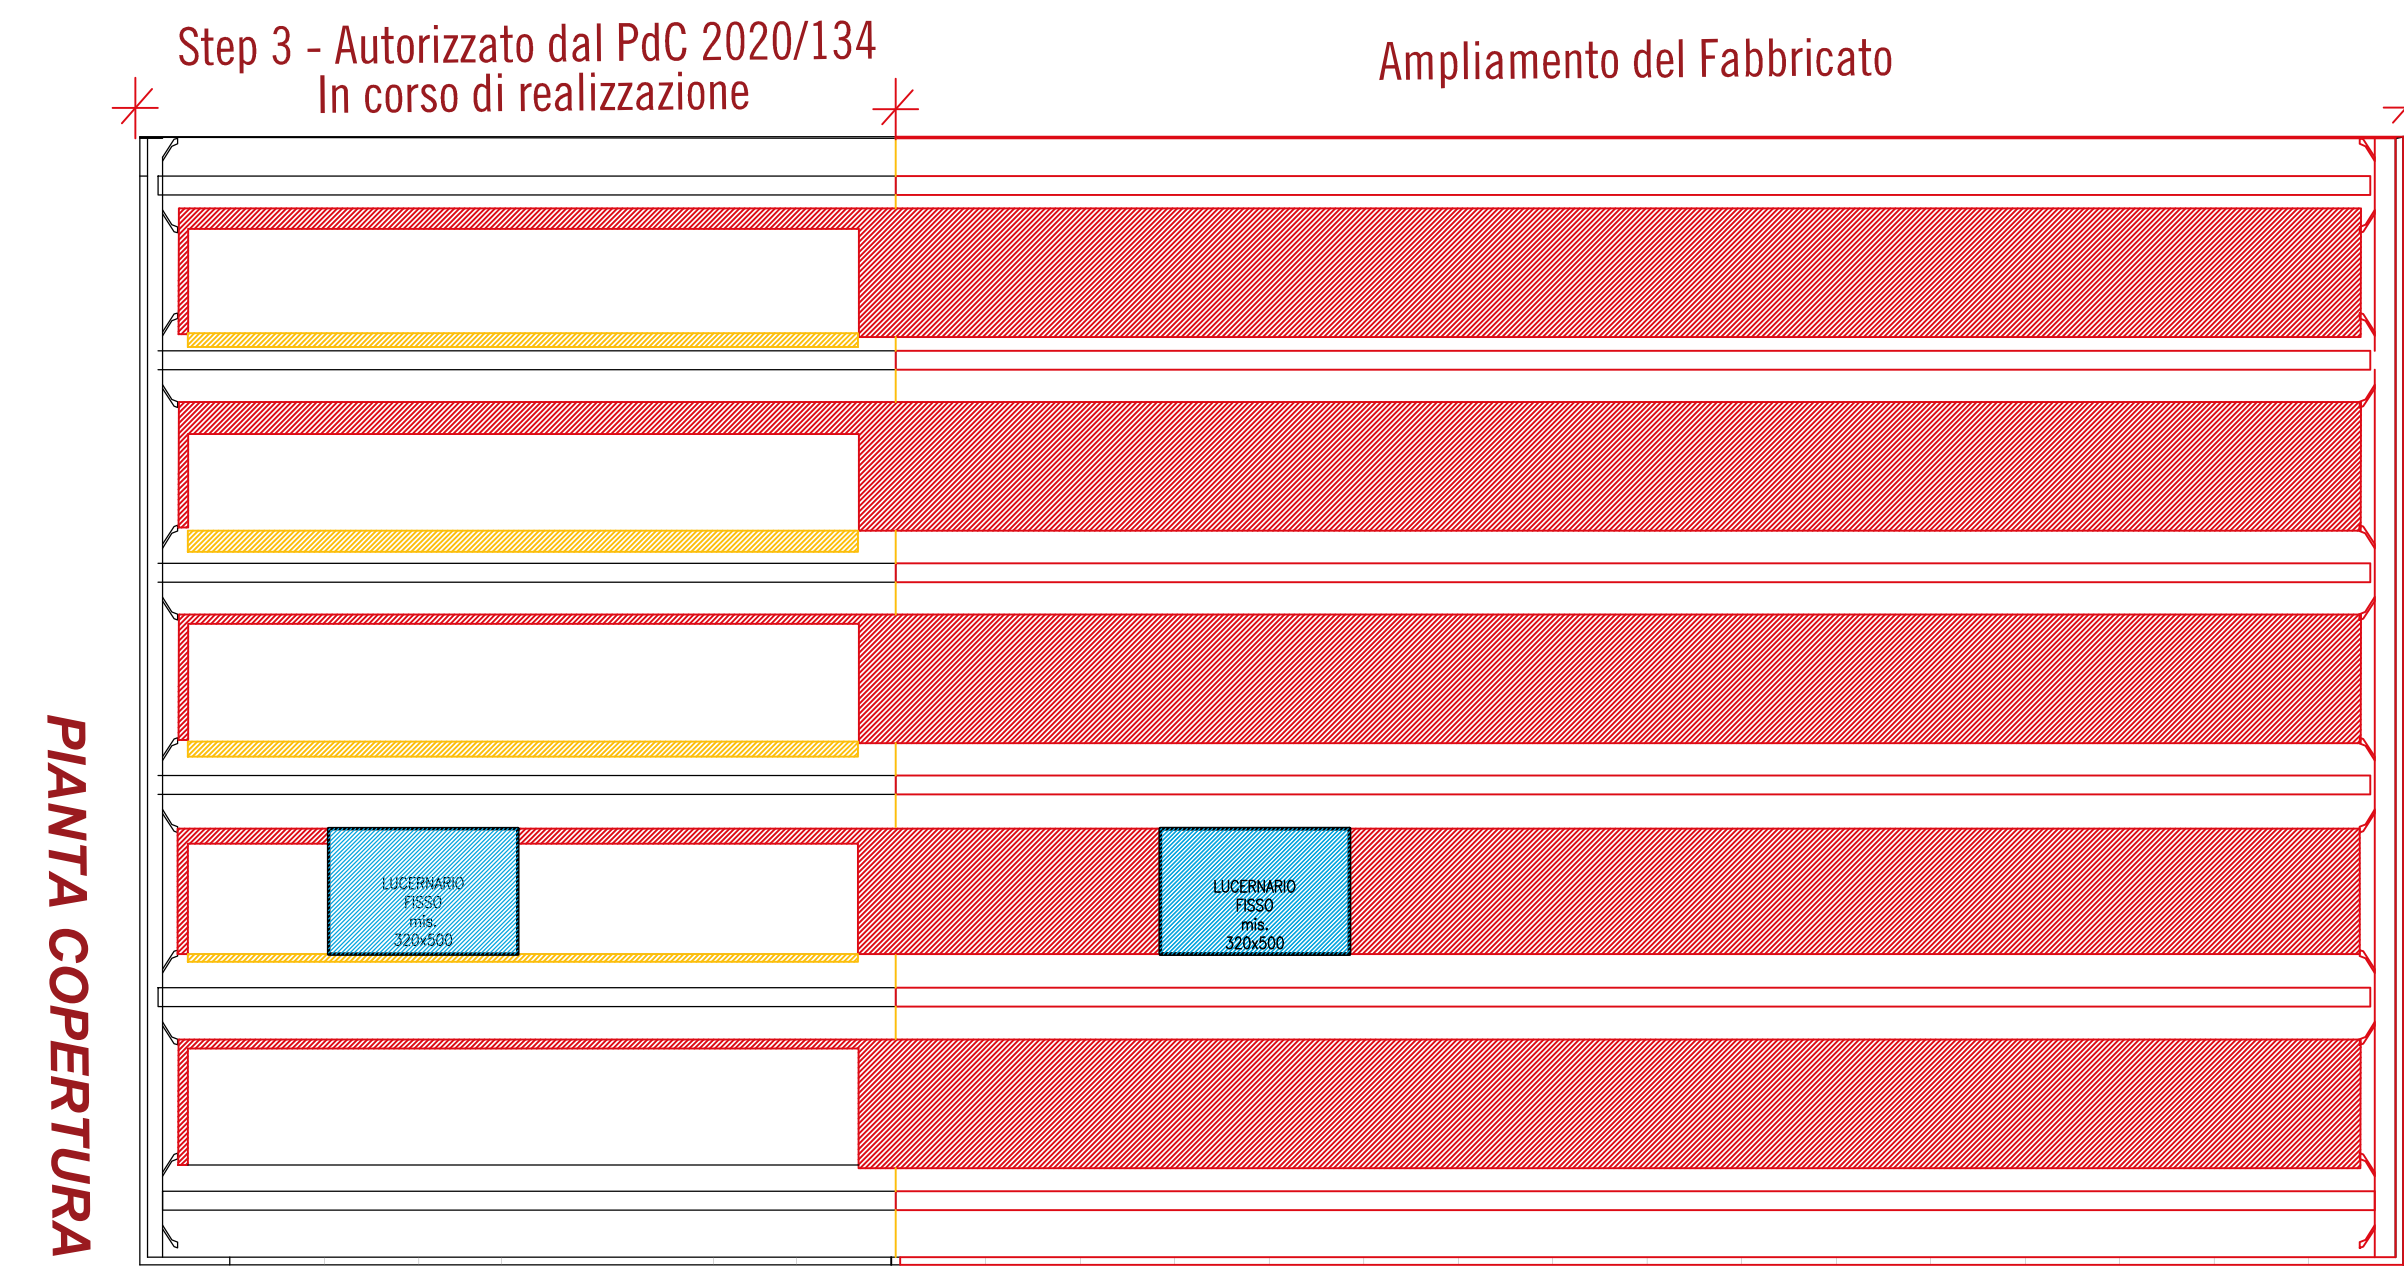 Step 3 - Autorizzato dal PdC 2020/134
In corso di realizzazione
Ampliamento del Fabbricato
PIANTA COPERTURA
LUCERNARIO
FISSO
mis.
320x500
LUCERNARIO
FISSO
mis.
320x500